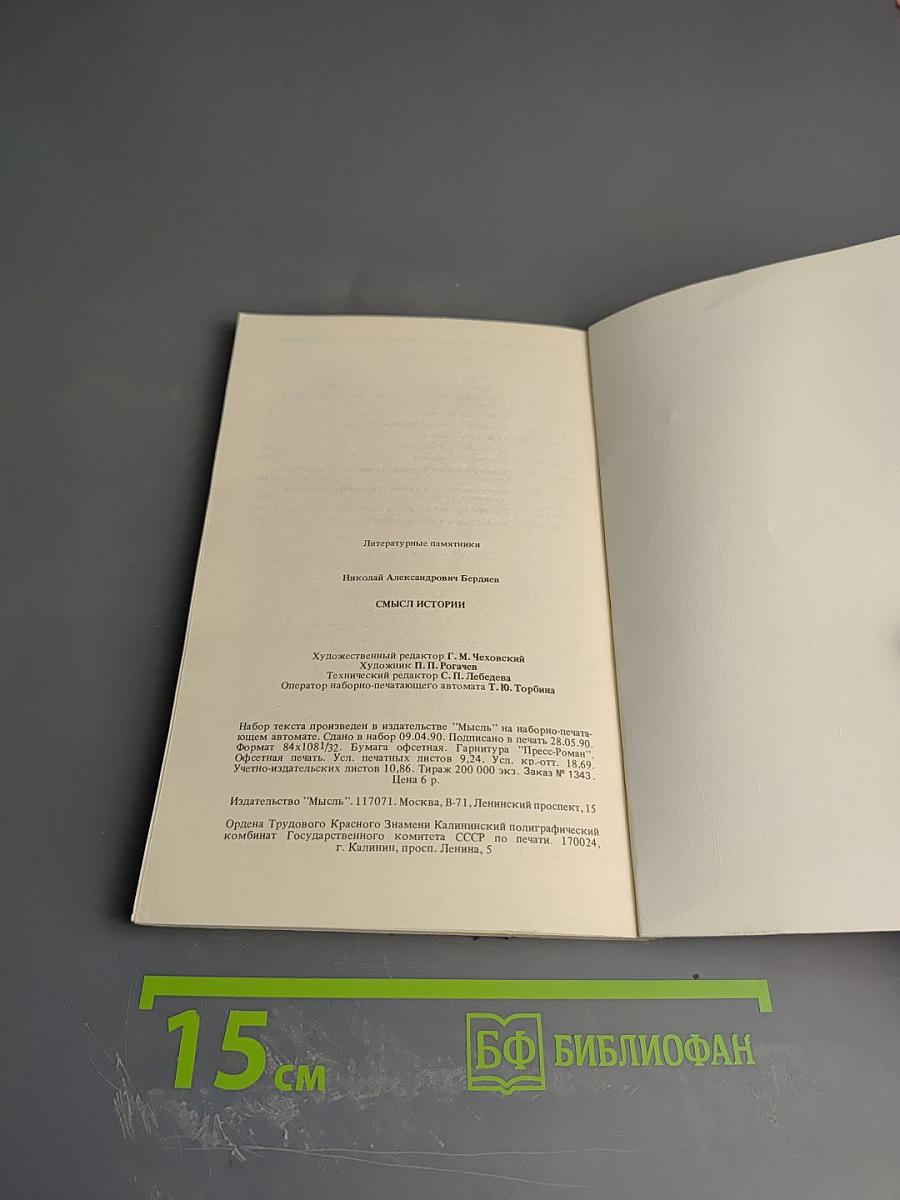 Литературные памятники
Николай Александрович Бердяев
СМЫСЛ ИСТОРИИ
Художественный редактор Г. М. Чеховский
Художник П. П. Рогачев
Технический редактор С. П. Лебедева
Оператор наборно-печатающего автомата Т. Ю. Торбина
Набор текста произведен в издательстве "Мысль" на наборно-печата-
ющем автомате. Сдано в набор 09.04.90. Подписано в печать 28.05.90.
Формат 84х1081/32. Бумага офсетная. Гарнитура "Пресс-Роман".
Офсетная печать. Усл. печатных листов 9,24. Усл. кр.-отт. 18,69.
Учетно-издательских листов 10,86. Тираж 200 000 экз. Заказ № 1343.
Цена 6 р.
Издательство "Мысль". 117071. Москва, В-71, Ленинский проспект, 15
Ордена Трудового Красного Знамени Калининский полиграфический
комбинат Государственного комитета СССР по печати. 170024,
г. Калинин, просп. Ленина, 5
15 см
БФ БИБЛИОФАН